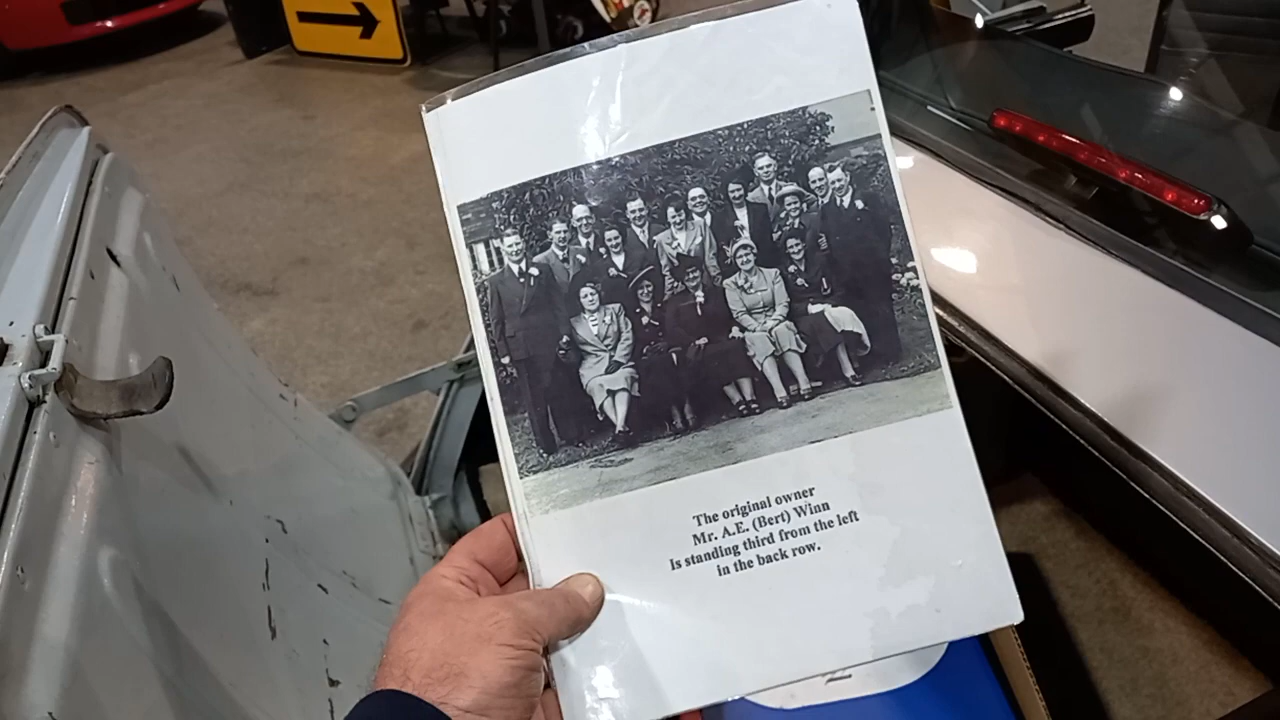 The original owner
Mr. A.E. (Bert) Winn
Is standing third from the left
in the back row.